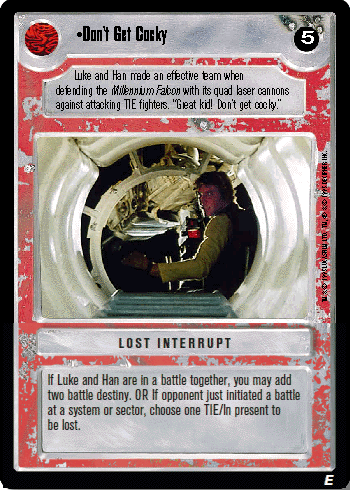 •Don't Get Cocky
5
Luke and Han made an effective team when
defending the Millennium Falcon with its quad laser cannons
against attacking TIE fighters. "Great kid! Don't get cocky."
LOST INTERRUPT
If Luke and Han are in a battle together, you may add
two battle destiny. OR If opponent just initiated a battle
at a system or sector, choose one TIE/ln present to
be lost.
E